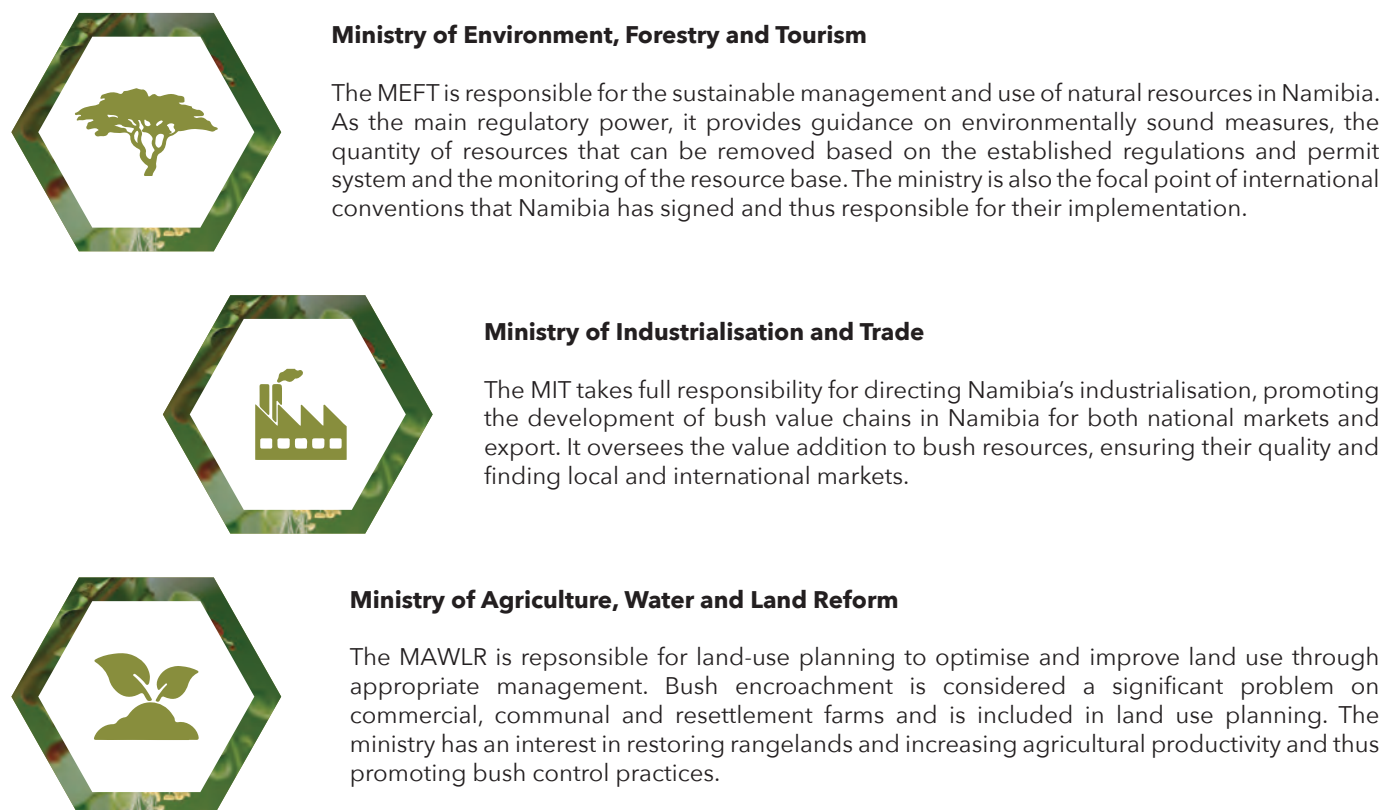 Ministry of Environment, Forestry and Tourism
The MEFT is responsible for the sustainable management and use of natural resources in Namibia.
As the main regulatory power, it provides guidance on environmentally sound measures, the
quantity of resources that can be removed based on the established regulations and permit
system and the monitoring of the resource base. The ministry is also the focal point of international
conventions that Namibia has signed and thus responsible for their implementation.
Ministry of Industrialisation and Trade
The MIT takes full responsibility for directing Namibia’s industrialisation, promoting
the development of bush value chains in Namibia for both national markets and
export. It oversees the value addition to bush resources, ensuring their quality and
finding local and international markets.
Ministry of Agriculture, Water and Land Reform
The MAWLR is repsonsible for land-use planning to optimise and improve land use through
appropriate management. Bush encroachment is considered a significant problem on
commercial, communal and resettlement farms and is included in land use planning. The
ministry has an interest in restoring rangelands and increasing agricultural productivity and thus
promoting bush control practices.